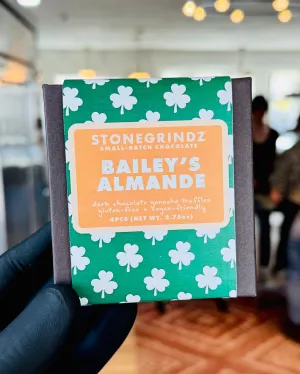 STONEGRINDZ
SMALL-BATCH CHOCOLATE
BAILEY'S
ALMANDE
dark chocolate ganache truffles
gluten-free & vegan-friendly
4PCS (NET WT. 2.75oz)